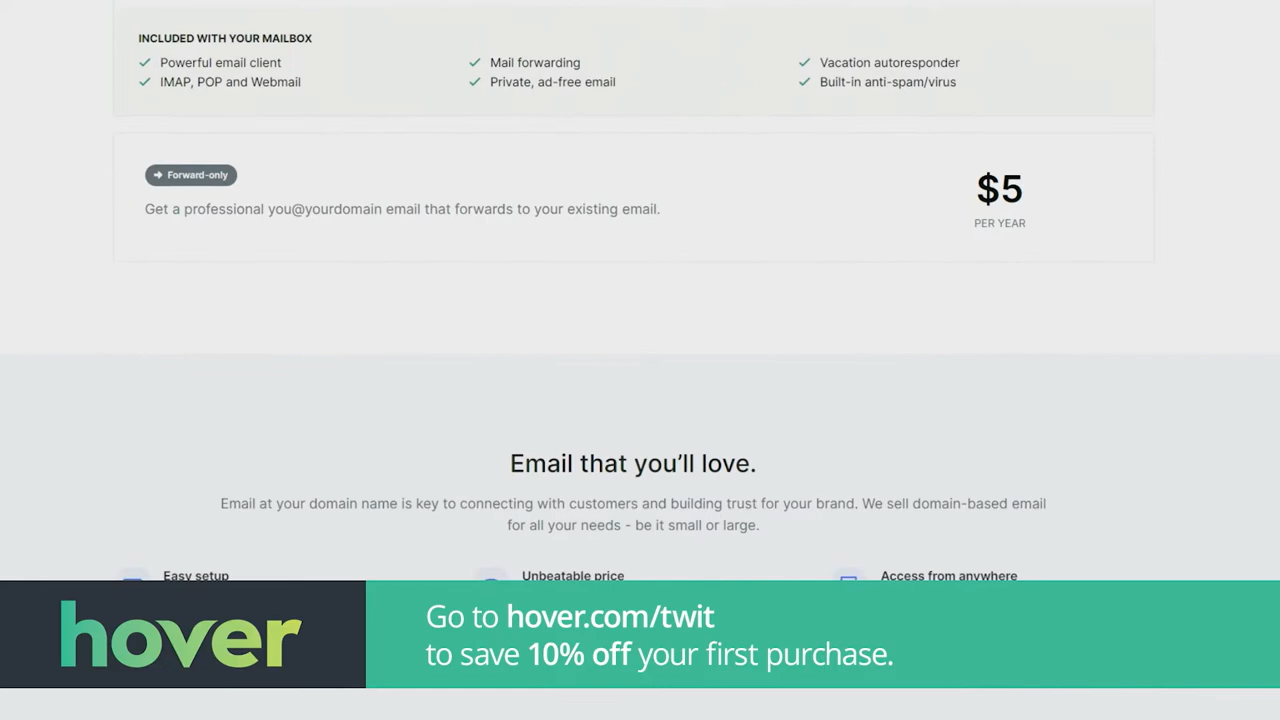 INCLUDED WITH YOUR MAILBOX
Powerful email client
Mail forwarding
Vacation autoresponder
IMAP, POP and Webmail
Private, ad-free email
Built-in anti-spam/virus
Forward-only
$5
Get a professional you@yourdomain email that forwards to your existing email.
PER YEAR
Email that you’ll love.
Email at your domain name is key to connecting with customers and building trust for your brand. We sell domain-based email
for all your needs - be it small or large.
Easy setup
Unbeatable price
Access from anywhere
hover
Go to hover.com/twit
to save 10% off your first purchase.